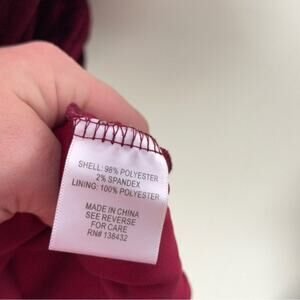 SHELL: 98% POLYESTER
2% SPANDEX
LINING: 100% POLYESTER
MADE IN CHINA
SEE REVERSE
FOR CARE
RN# 138432